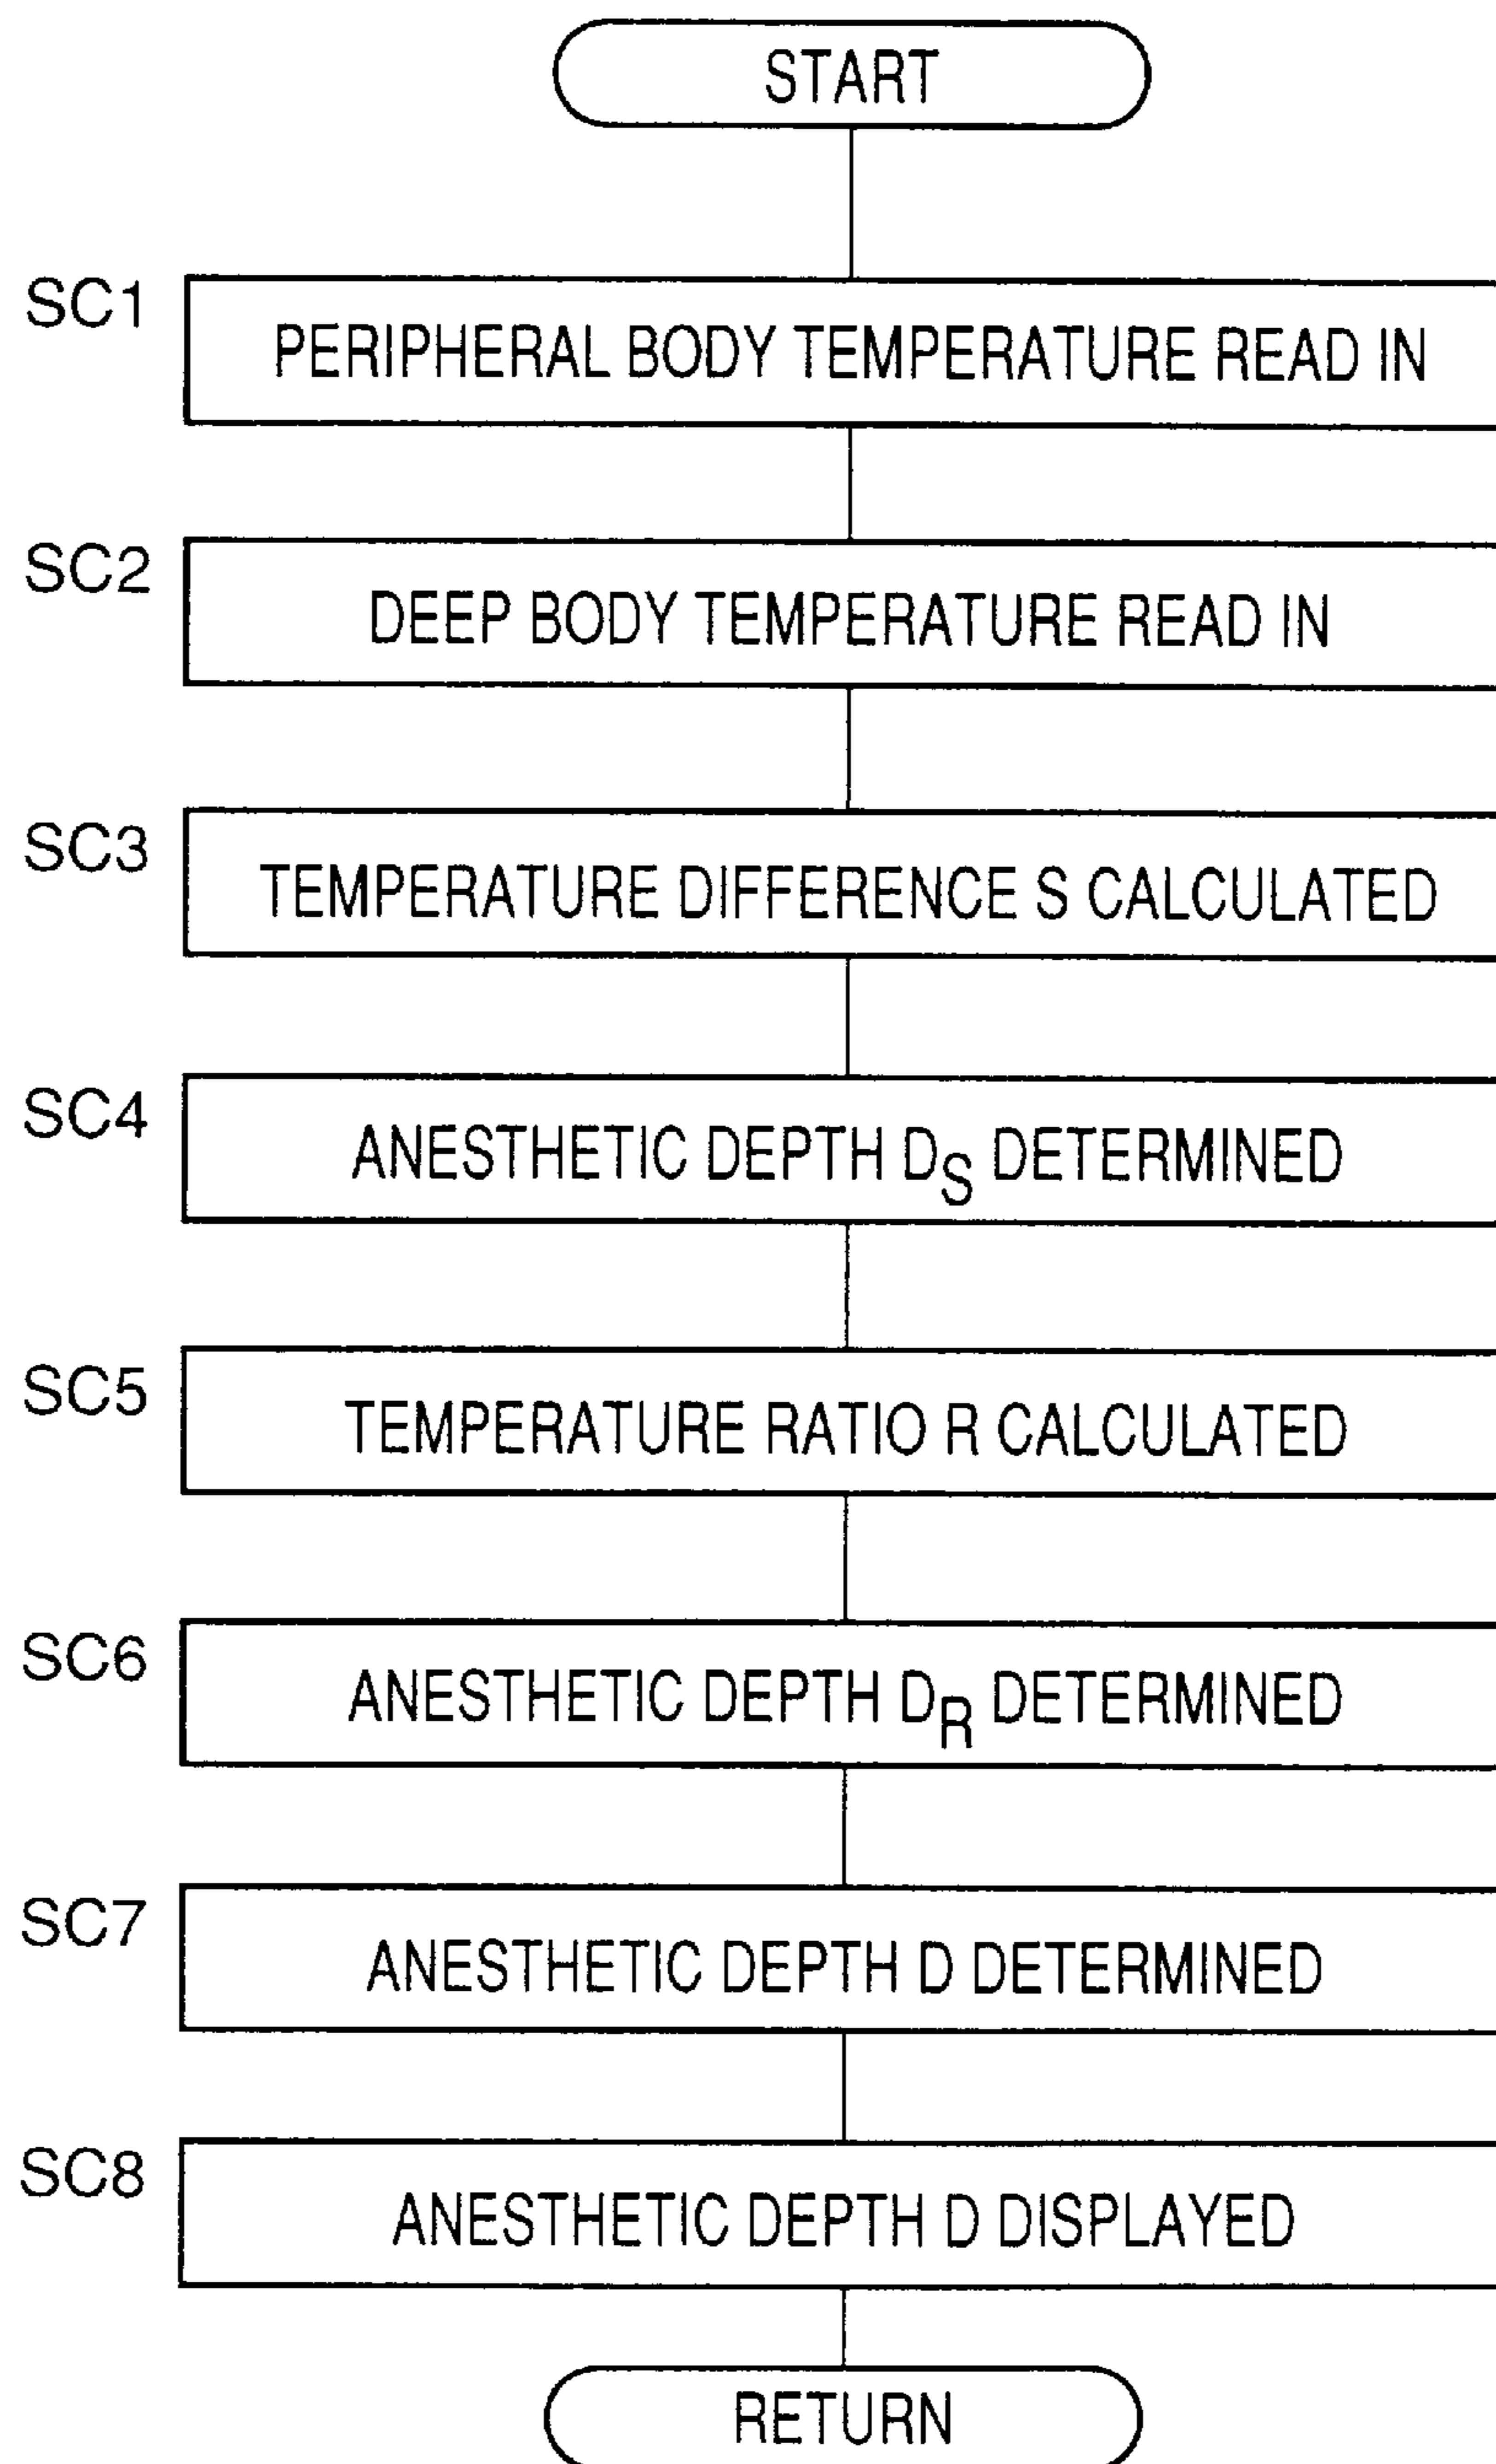 START
SC1
PERIPHERAL BODY TEMPERATURE READ IN
SC2
DEEP BODY TEMPERATURE READ IN
SC3
TEMPERATURE DIFFERENCE S CALCULATED
SC4
ANESTHETIC DEPTH DS DETERMINED
SC5
TEMPERATURE RATIO R CALCULATED
SC6
ANESTHETIC DEPTH DR DETERMINED
SC7
ANESTHETIC DEPTH D DETERMINED
SC8
ANESTHETIC DEPTH D DISPLAYED
RETURN